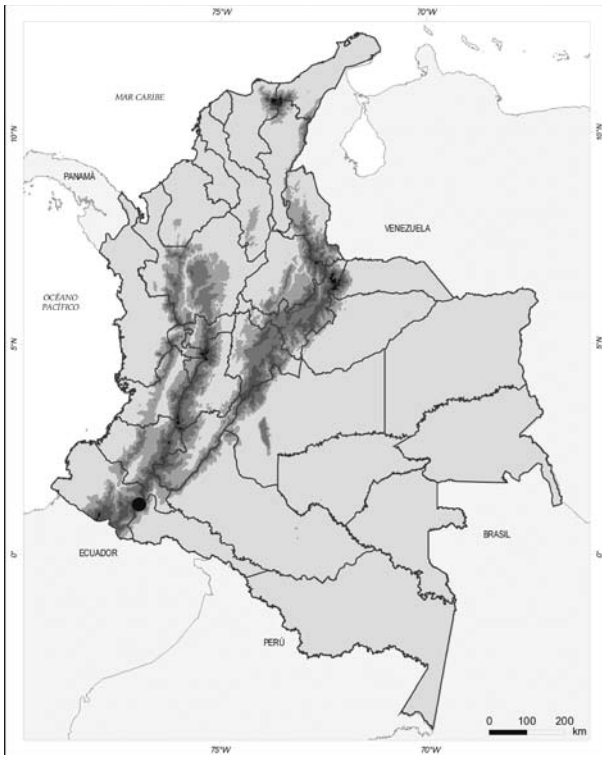 75°W
70°W
MAR CARIBE
10°N
10°N
PANAMÁ
VENEZUELA
OCÉANO
PACÍFICO
5°N
5°N
BRASIL
0°
ECUADOR
0°
PERÚ
0 100 200
km
75°W
70°W